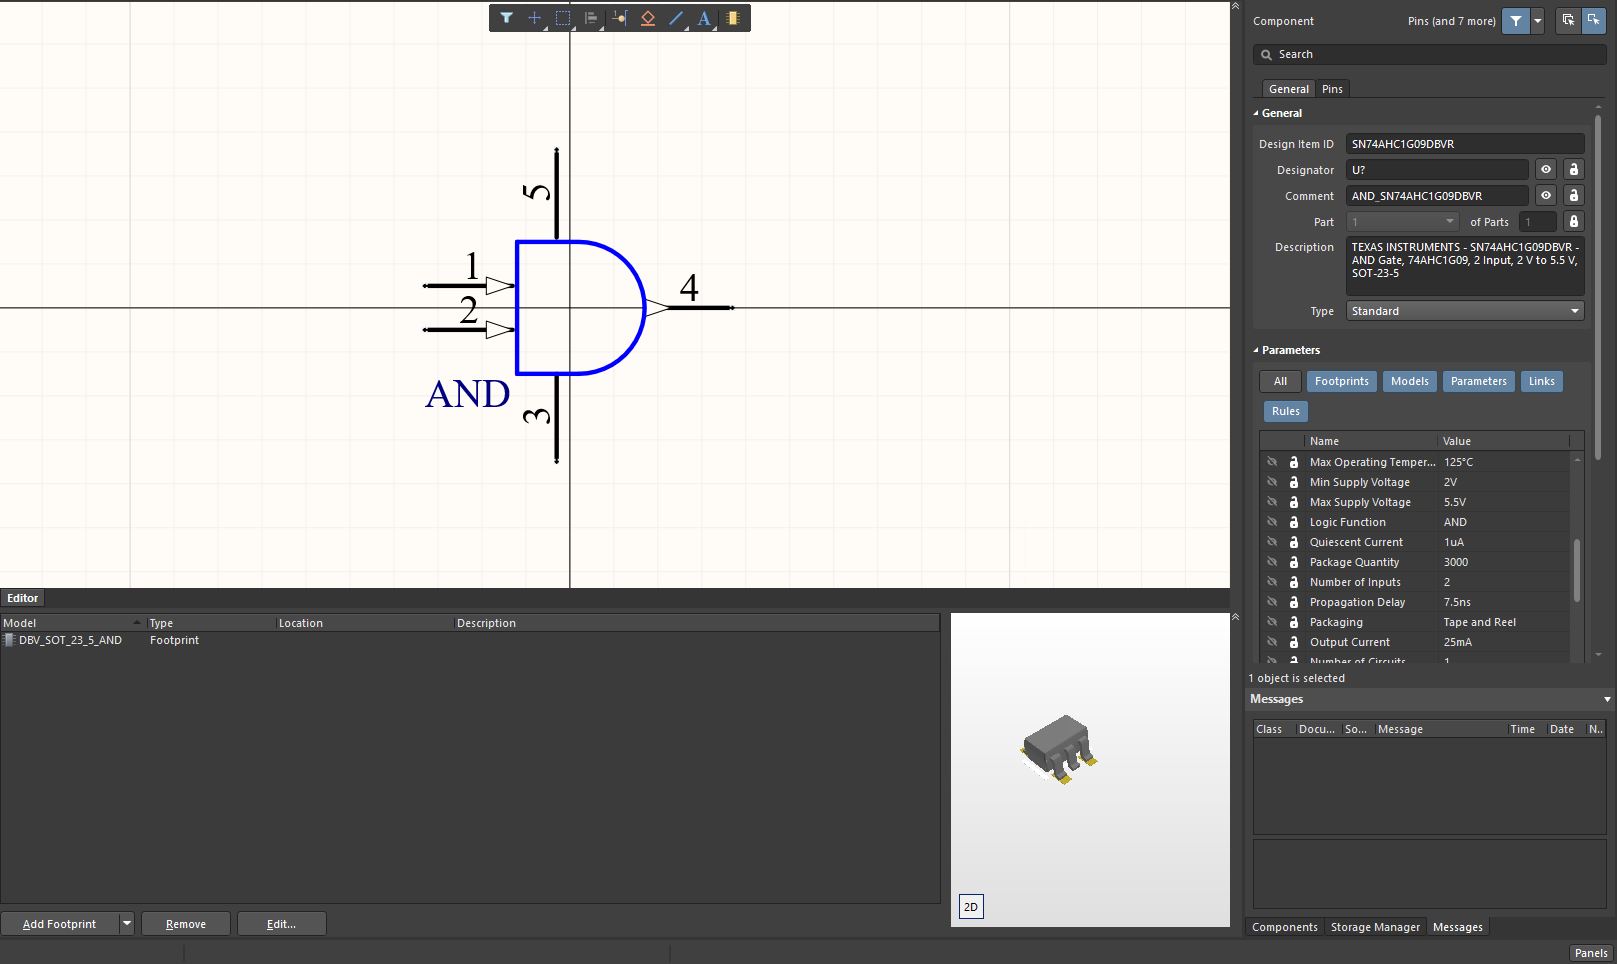 5
1
2
4
AND
3
Component
Pins (and 7 more)
Search
General Pins
General
Design Item ID SN74AHC1G09DBVR
Designator U?
Comment AND_SN74AHC1G09DBVR
Part 1 of Parts 1
Description TEXAS INSTRUMENTS - SN74AHC1G09DBVR -
AND Gate, 74AHC1G09, 2 Input, 2 V to 5.5 V,
SOT-23-5
Type Standard
Parameters
All Footprints Models Parameters Links
Rules
Name Value
Max Operating Temper... 125°C
Min Supply Voltage 2V
Max Supply Voltage 5.5V
Logic Function AND
Quiescent Current 1uA
Package Quantity 3000
Number of Inputs 2
Propagation Delay 7.5ns
Packaging Tape and Reel
Output Current 25mA
Number of Circuits 1
1 object is selected
Messages
Class Docu... So... Message Time Date N..
Components Storage Manager Messages
Panels
Editor
Model Type Location Description
DBV_SOT_23_5_AND Footprint
2D
Add Footprint Remove Edit...